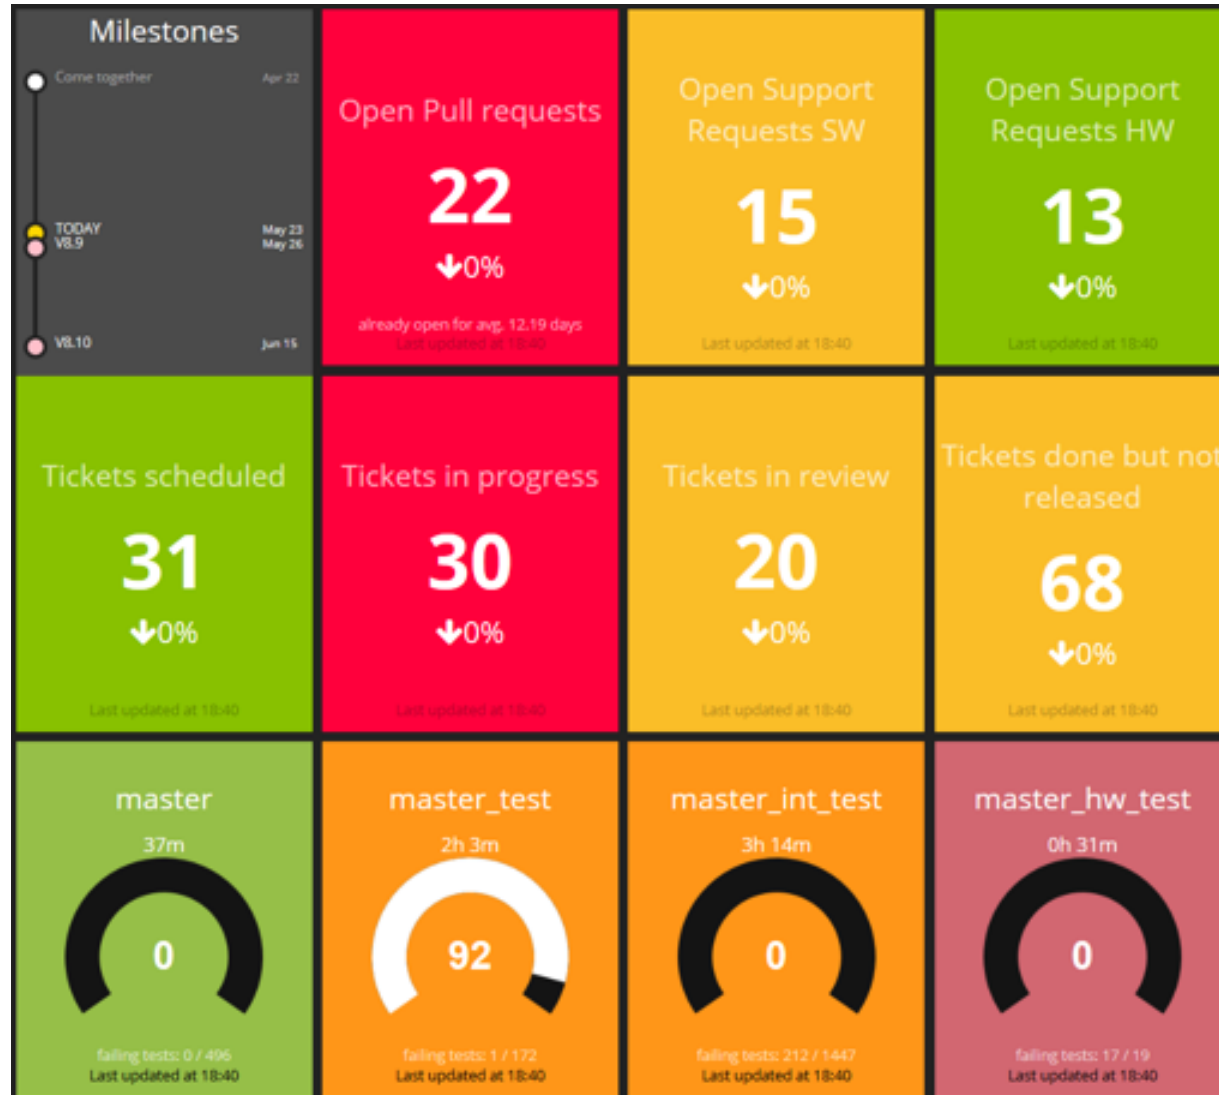 Milestones
Come together Apr 22
TODAY May 23
V8.9 May 26
V8.10 Jun 15
Open Pull requests
22
0%
already open for avg. 12.19 days
Last updated at 18:40
Open Support
Requests SW
15
0%
Last updated at 18:40
Open Support
Requests HW
13
0%
Last updated at 18:40
Tickets scheduled
31
0%
Last updated at 18:40
Tickets in progress
30
0%
Last updated at 18:40
Tickets in review
20
0%
Last updated at 18:40
Tickets done but not
released
68
0%
Last updated at 18:40
master
37m
0
failing tests: 0 / 496
Last updated at 18:40
master_test
2h 3m
92
failing tests: 1 / 172
Last updated at 18:40
master_int_test
3h 14m
0
failing tests: 212 / 1447
Last updated at 18:40
master_hw_test
0h 31m
0
failing tests: 17 / 19
Last updated at 18:40